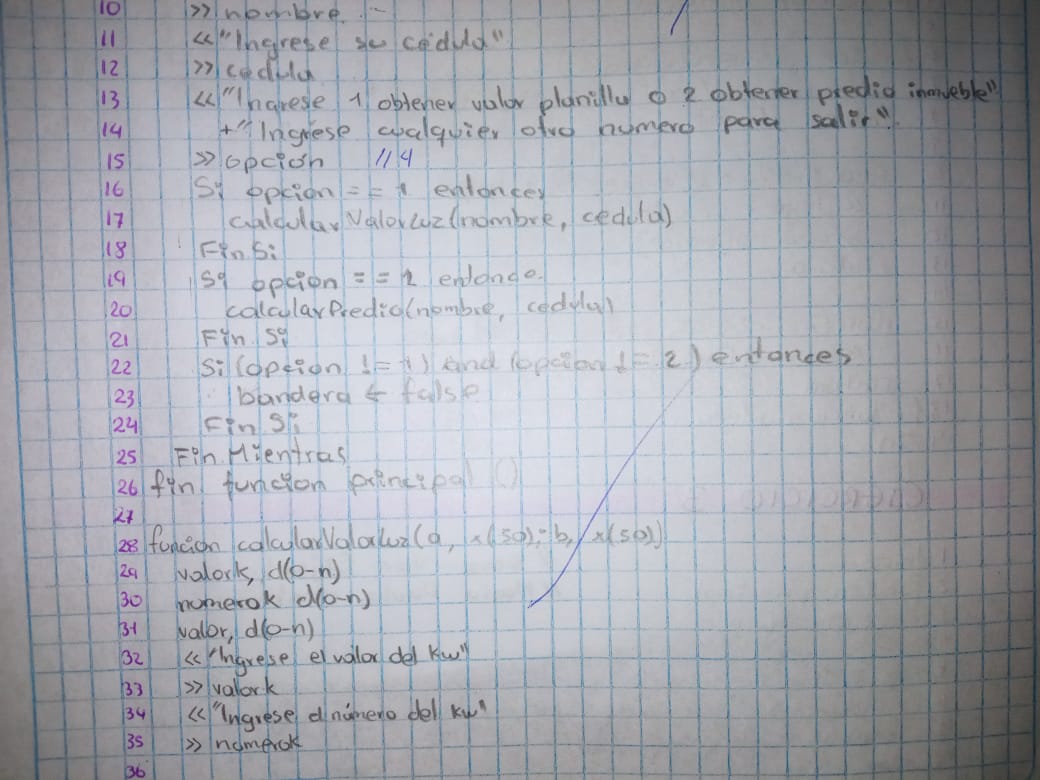 10 >> nombre
11 << "Ingrese su cédula"
12 >> cedula
13 << "Ingrese 1 obtener valor planilla o 2 obtener predio inmueble"
14 + "Ingrese cualquier otro numero para salir"
15 >> opcion //4
16 Si opcion == 1 entonces
17 calcularValorLuz(nombre, cedula)
18 Fin Si
19 Si opcion == 2 entonce.
20 calcularPredio(nombre, cedula)
21 Fin Si
22 Si (opcion != 1) and (opcion != 2) entonces
23 bandera ← false
24 Fin Si
25 Fin Mientras
26 fin funcion principal ()
27
28 función calcularValorLuz(a, x(50); b, x(50))
29 valork, d(0-n)
30 numerok d(0-n)
31 valor, d(0-n)
32 << "Ingrese el valor del Kw"
33 >> valork
34 << "Ingrese el número del Kw"
35 >> numerok
36